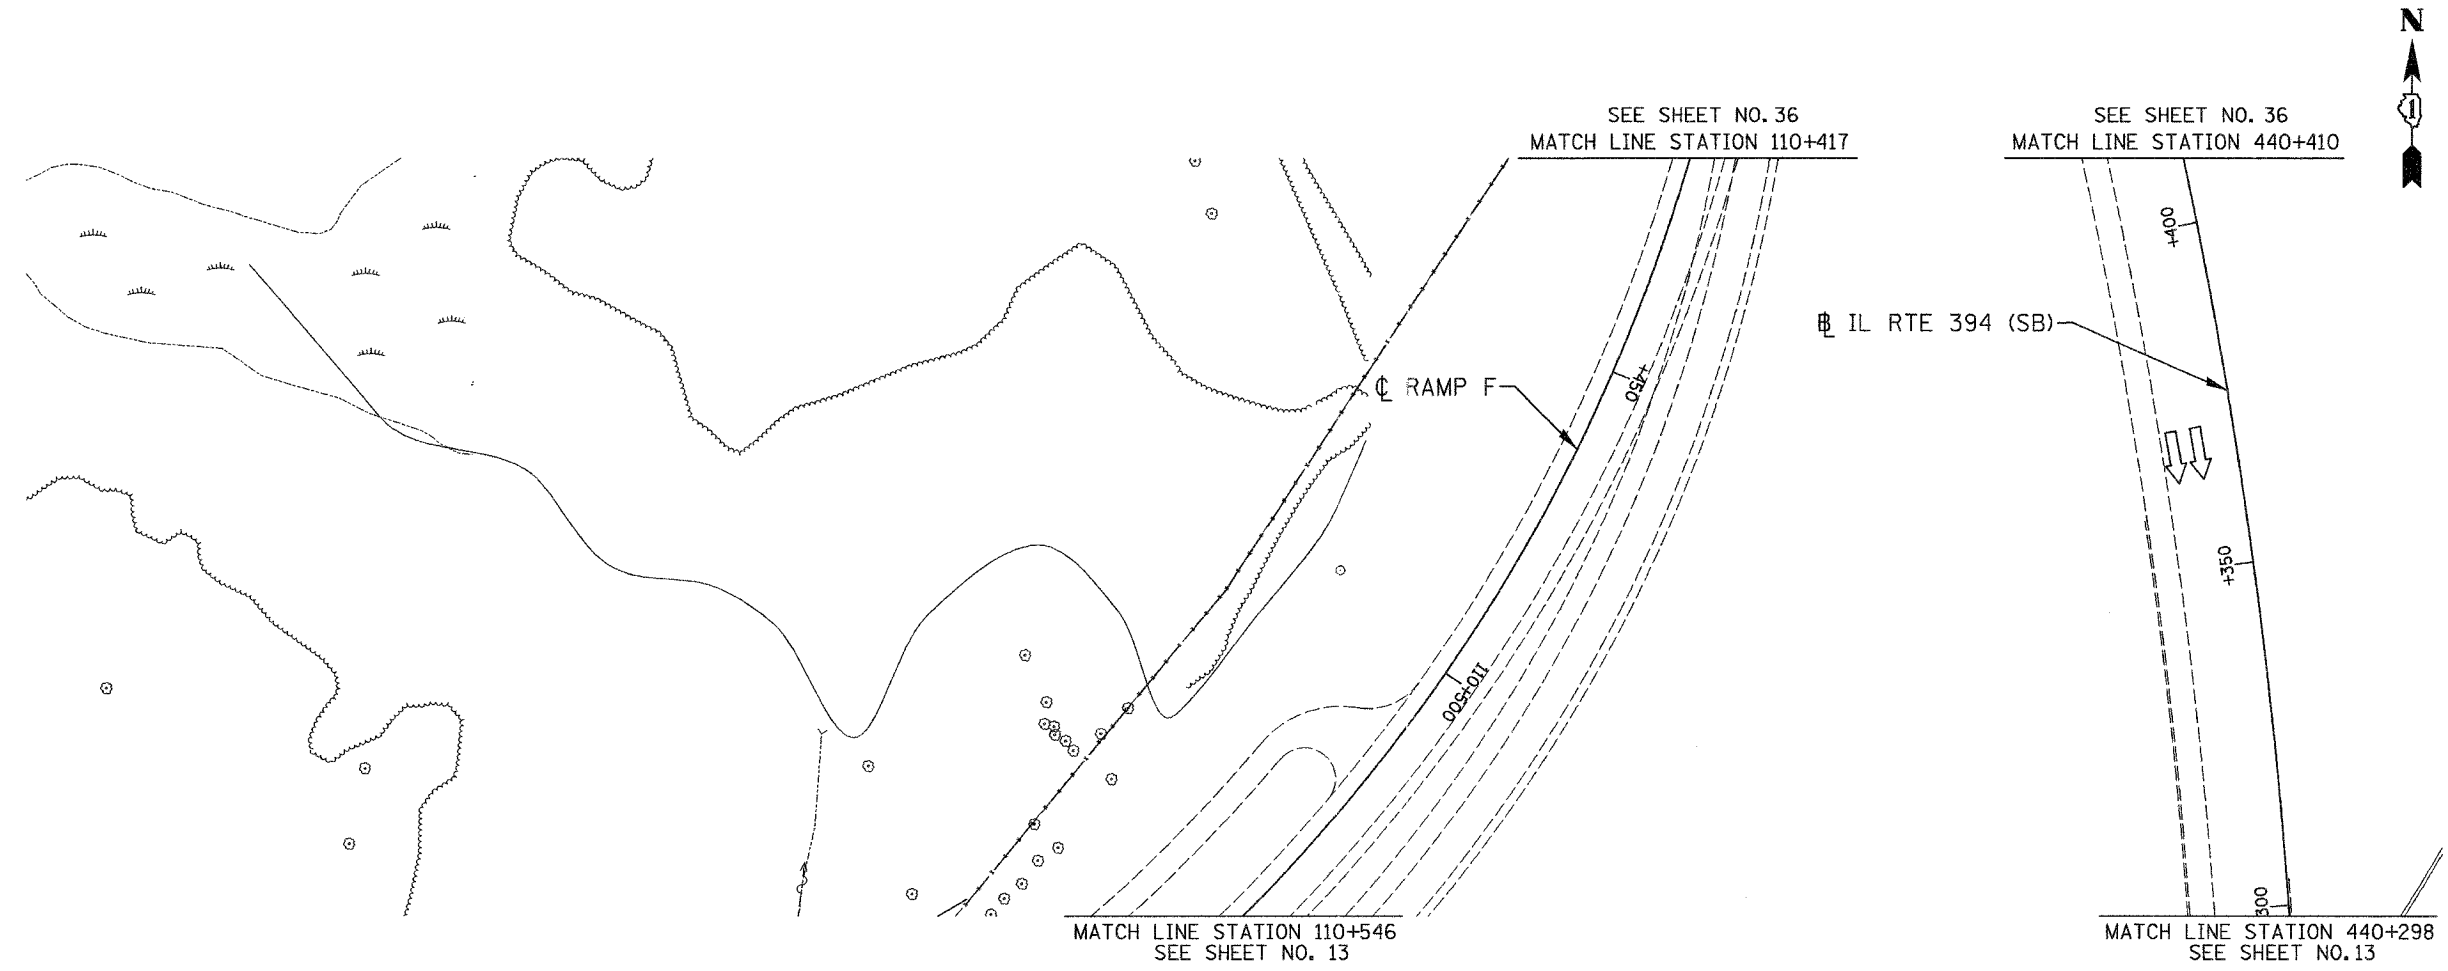 N
1
SEE SHEET NO. 36
MATCH LINE STATION 110+417
SEE SHEET NO. 36
MATCH LINE STATION 440+410
+400
℄ RAMP F
+450
BL IL RTE 394 (SB)
+350
110+500
300
MATCH LINE STATION 110+546
SEE SHEET NO. 13
MATCH LINE STATION 440+298
SEE SHEET NO. 13